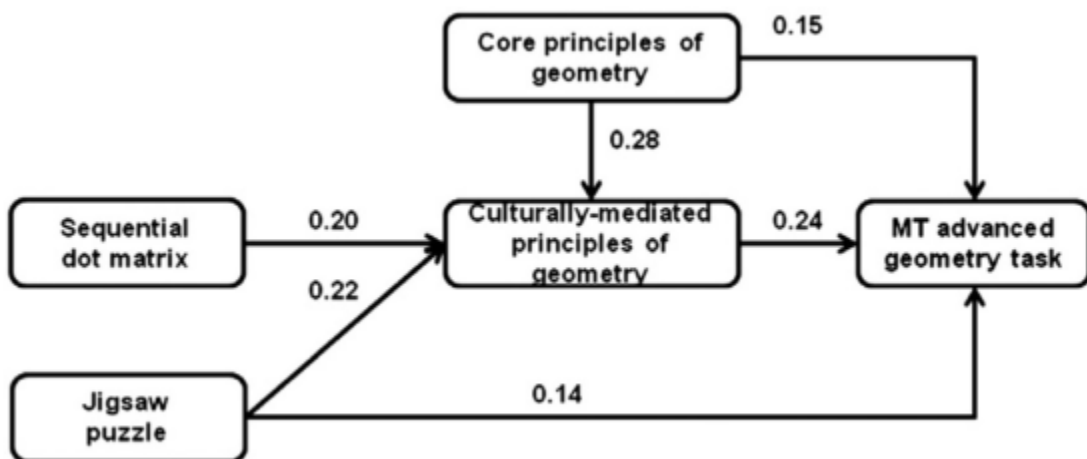 Core principles of
geometry
0.15
0.28
Sequential
dot matrix
0.20
Culturally-mediated
principles of
geometry
0.24
MT advanced
geometry task
0.22
Jigsaw
puzzle
0.14